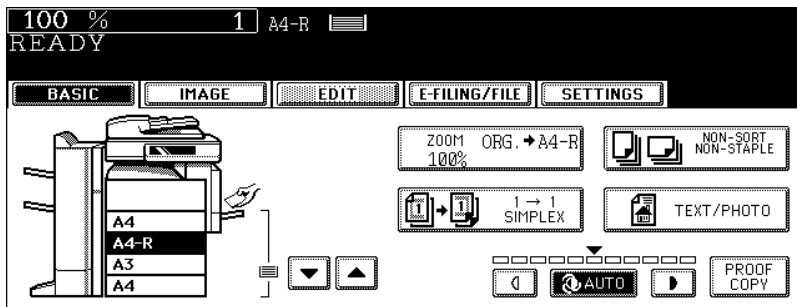 100 % 1 A4-R
READY
BASIC IMAGE EDIT E-FILING/FILE SETTINGS
ZOOM ORG.➔A4-R
100%
NON-SORT
NON-STAPLE
1 → 1
SIMPLEX
TEXT/PHOTO
A4
A4-R
A3
A4
AUTO
PROOF
COPY